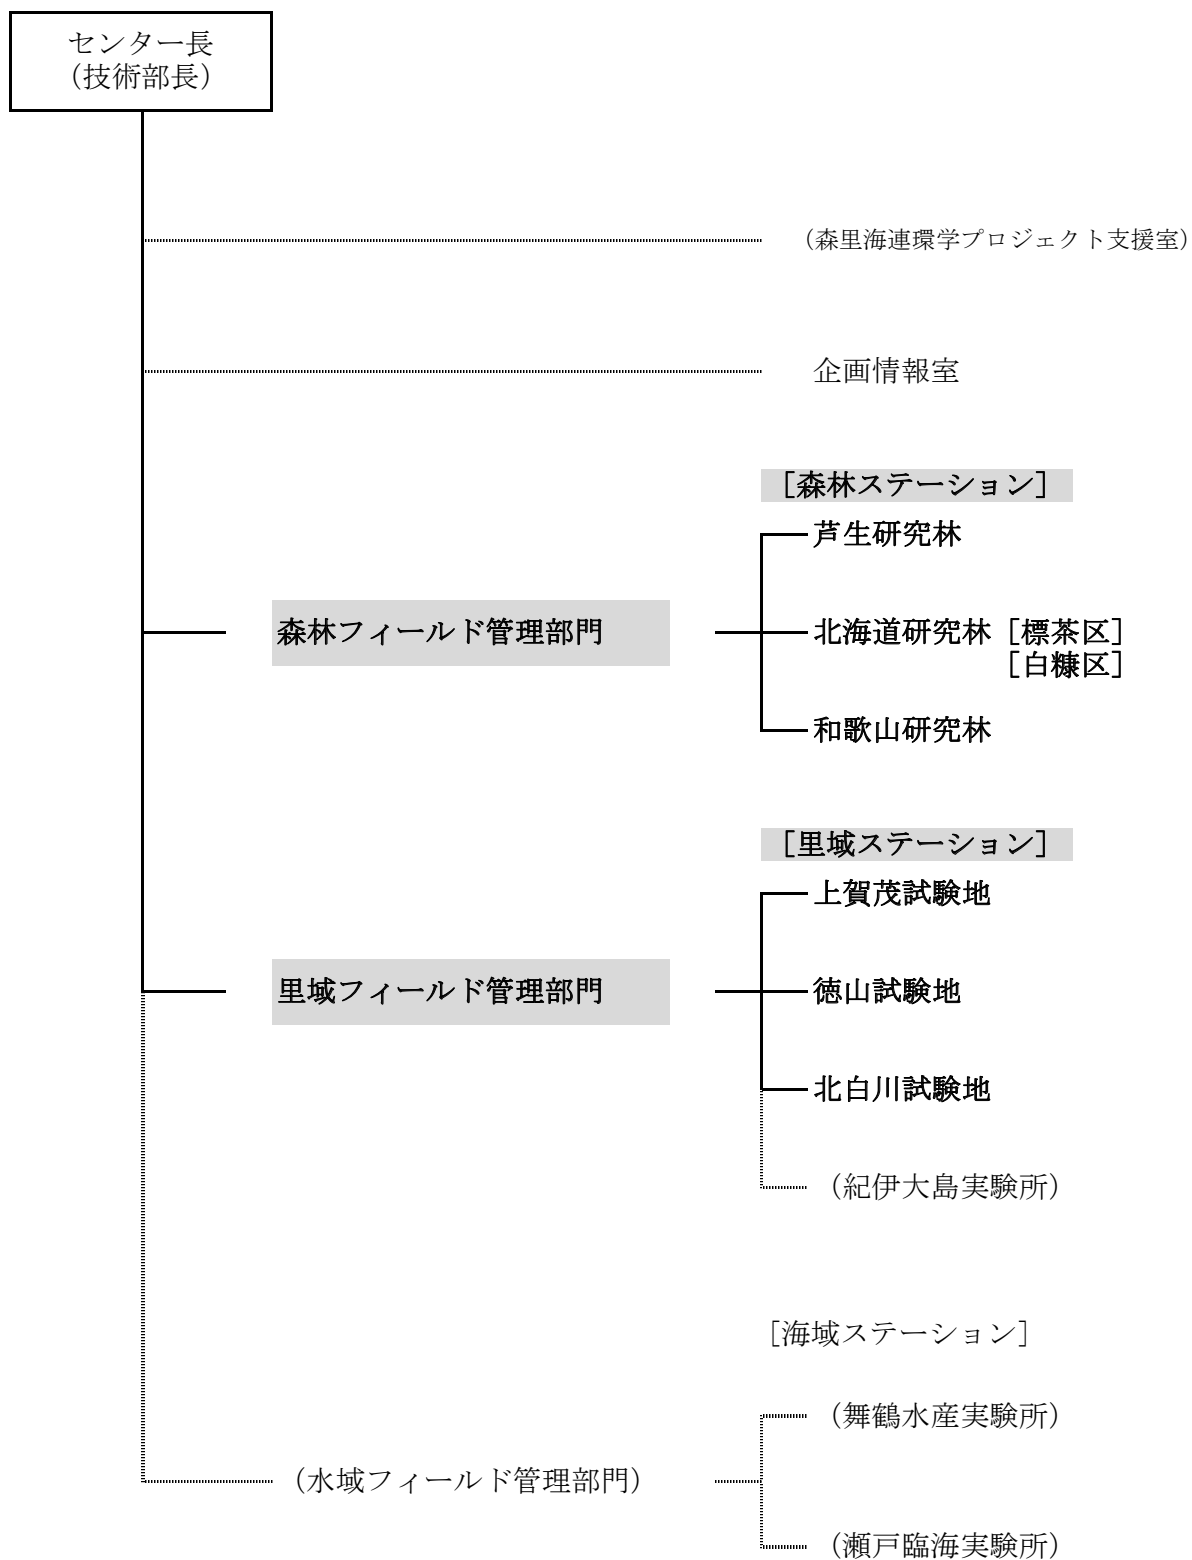 センター長
（技術部長）
（森里海連環学プロジェクト支援室）
企画情報室
［森林ステーション］
芦生研究林
森林フィールド管理部門
北海道研究林［標茶区］
［白糠区］
和歌山研究林
［里域ステーション］
上賀茂試験地
里域フィールド管理部門
徳山試験地
北白川試験地
（紀伊大島実験所）
［海域ステーション］
（舞鶴水産実験所）
（水域フィールド管理部門）
（瀬戸臨海実験所）